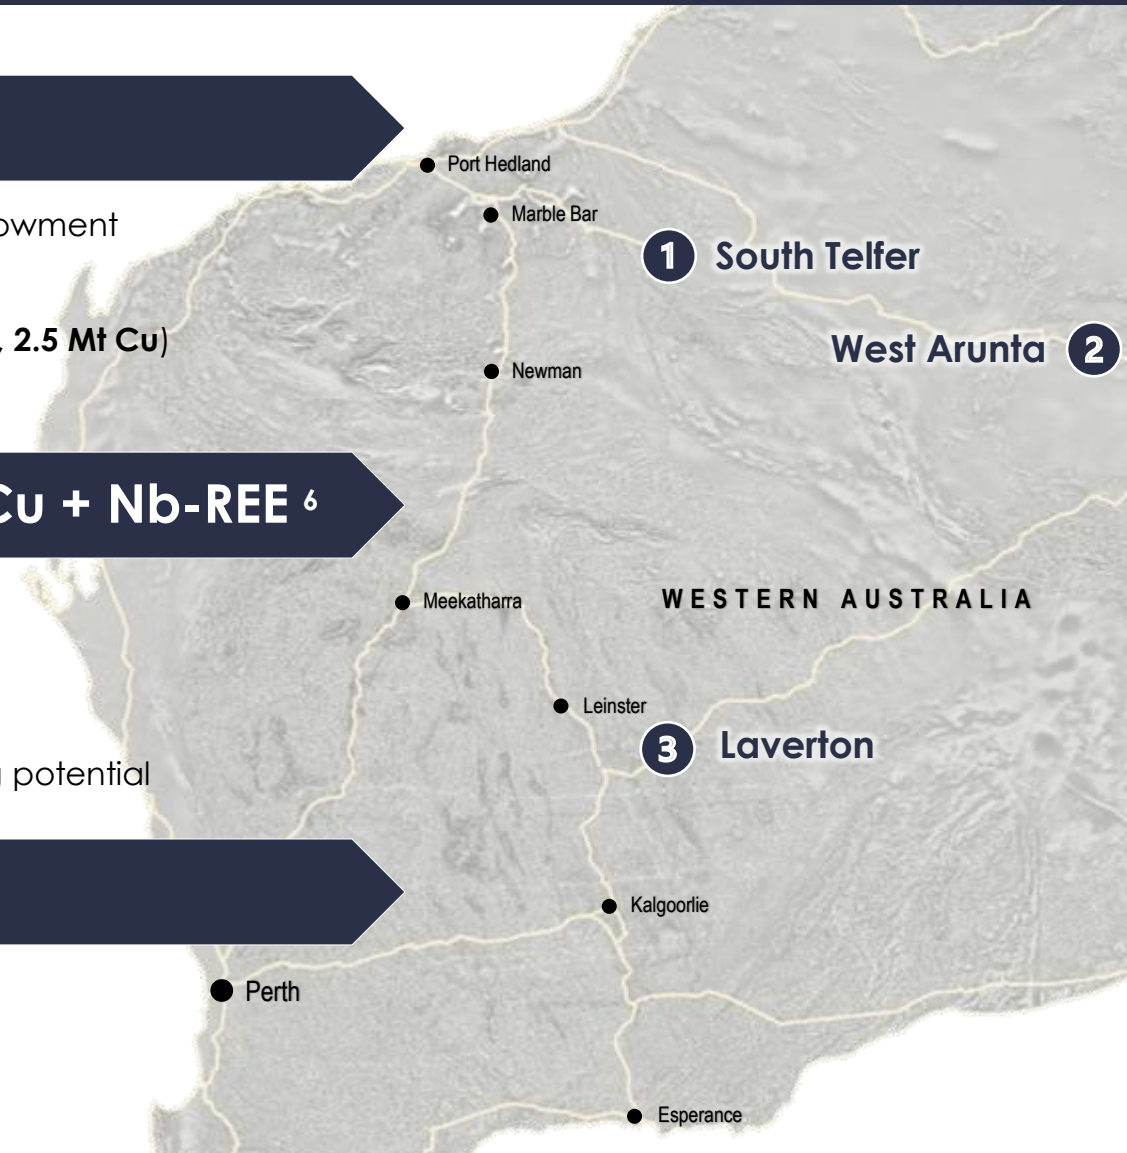 Port Hedland
owment
Marble Bar
1 South Telfer
, 2.5 Mt Cu)
West Arunta 2
Newman
Cu + Nb-REE 6
Meekatharra
WESTERN AUSTRALIA
Leinster
3 Laverton
potential
Kalgoorlie
Perth
Esperance